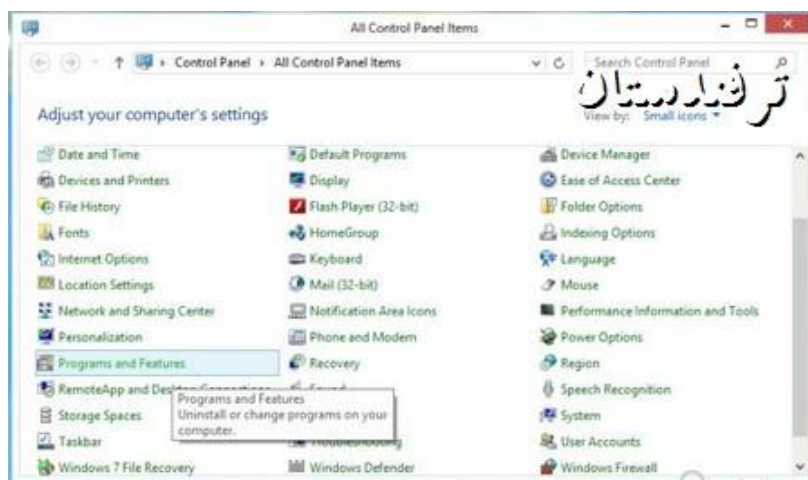 All Control Panel Items
Control Panel › All Control Panel Items
Search Control Panel
ترفندستان
Adjust your computer's settings
View by: Small icons
Date and Time
Default Programs
Device Manager
Devices and Printers
Display
Ease of Access Center
File History
Flash Player (32-bit)
Folder Options
Fonts
HomeGroup
Indexing Options
Internet Options
Keyboard
Language
Location Settings
Mail (32-bit)
Mouse
Network and Sharing Center
Notification Area Icons
Performance Information and Tools
Personalization
Phone and Modem
Power Options
Programs and Features
Recovery
Region
RemoteApp and Desktop Connections
Sound
Speech Recognition
Programs and Features
Uninstall or change programs on your
computer.
Storage Spaces
System
Taskbar
Troubleshooting
User Accounts
Windows 7 File Recovery
Windows Defender
Windows Firewall